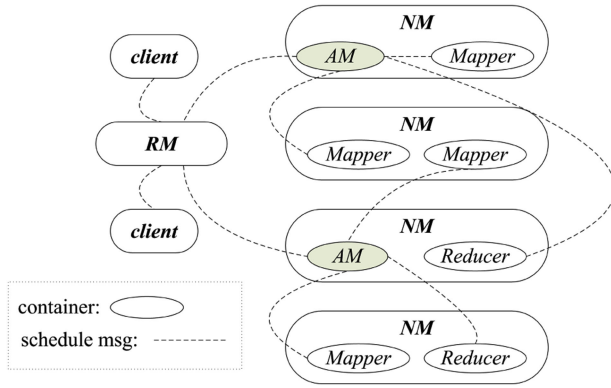 client
RM
client
NM
AM
Mapper
NM
Mapper
Mapper
NM
AM
Reducer
NM
Mapper
Reducer
container:
schedule msg: